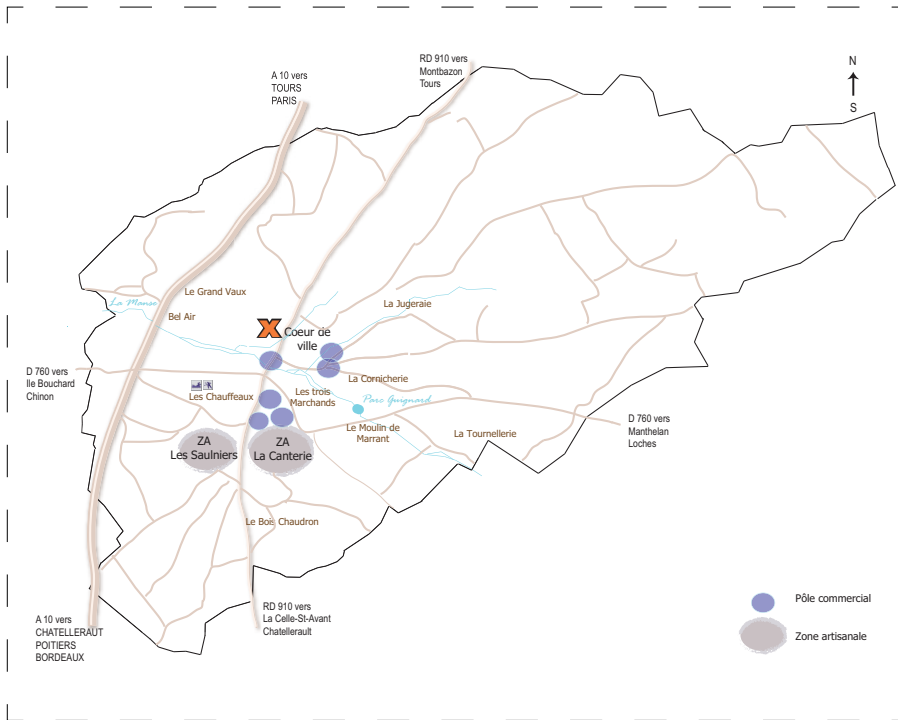 RD 910 vers
Montbazon
Tours
A 10 vers
TOURS
PARIS
N
S
Le Grand Vaux
La Manse
Bel Air
La Jugeraie
Coeur de
ville
D 760 vers
Ile Bouchard
Chinon
La Cornicherie
Les Chauffeaux
Les trois
Marchands
Parc Guignard
Le Moulin de
Marrant
La Tournellerie
D 760 vers
Manthelan
Loches
ZA
Les Saulniers
ZA
La Canterie
Le Bois Chaudron
RD 910 vers
La Celle-St-Avant
Chatellerault
A 10 vers
CHATELLERAUT
POITIERS
BORDEAUX
Pôle commercial
Zone artisanale